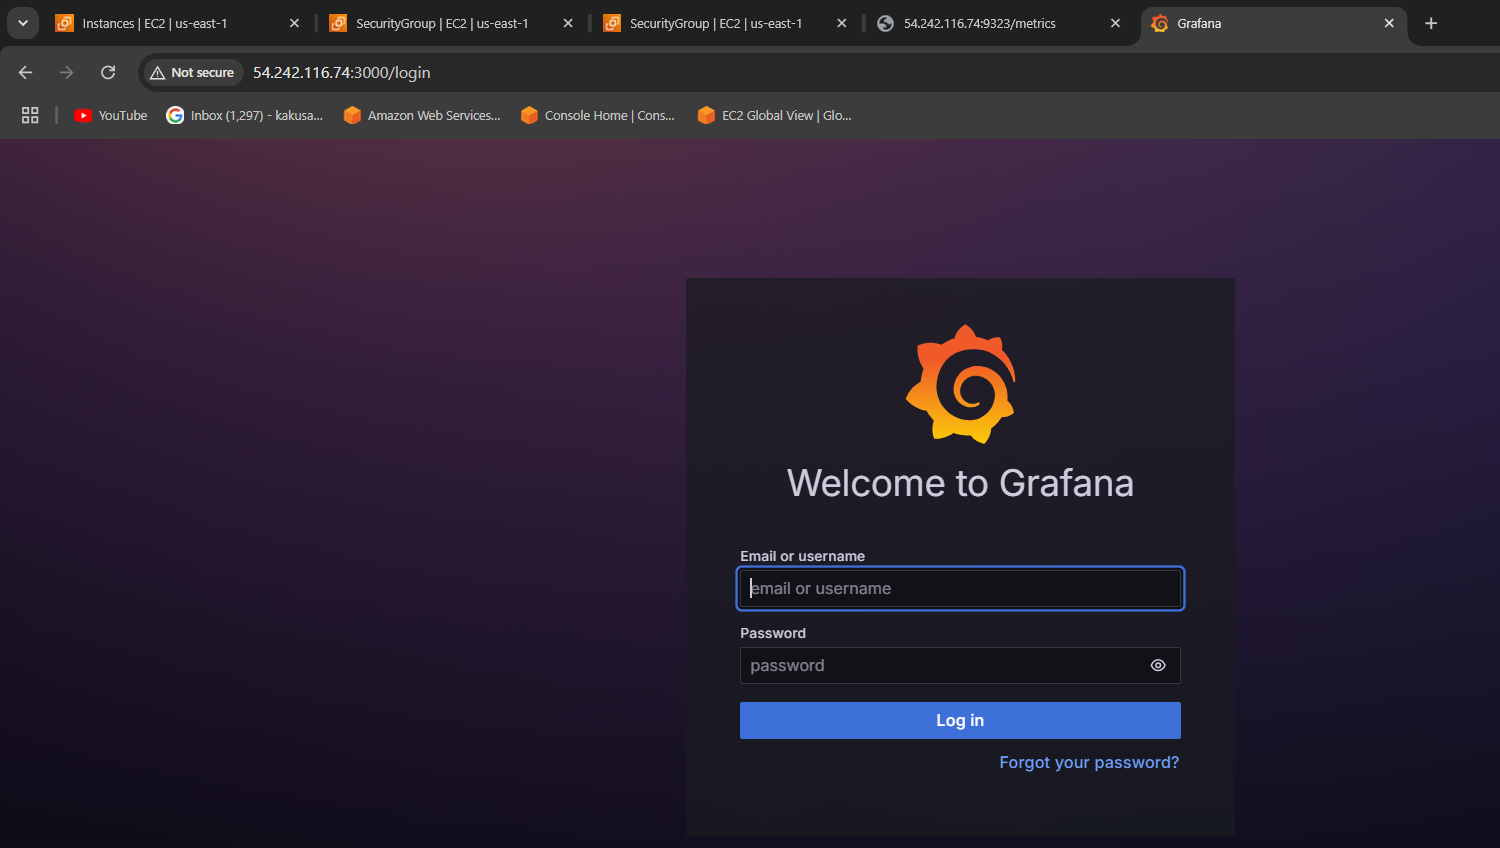 Instances | EC2 | us-east-1
SecurityGroup | EC2 | us-east-1
SecurityGroup | EC2 | us-east-1
54.242.116.74:9323/metrics
Grafana
Not secure
54.242.116.74:3000/login
YouTube
Inbox (1,297) - kakusa...
Amazon Web Services...
Console Home | Cons...
EC2 Global View | Glo...
Welcome to Grafana
Email or username
email or username
Password
password
Log in
Forgot your password?